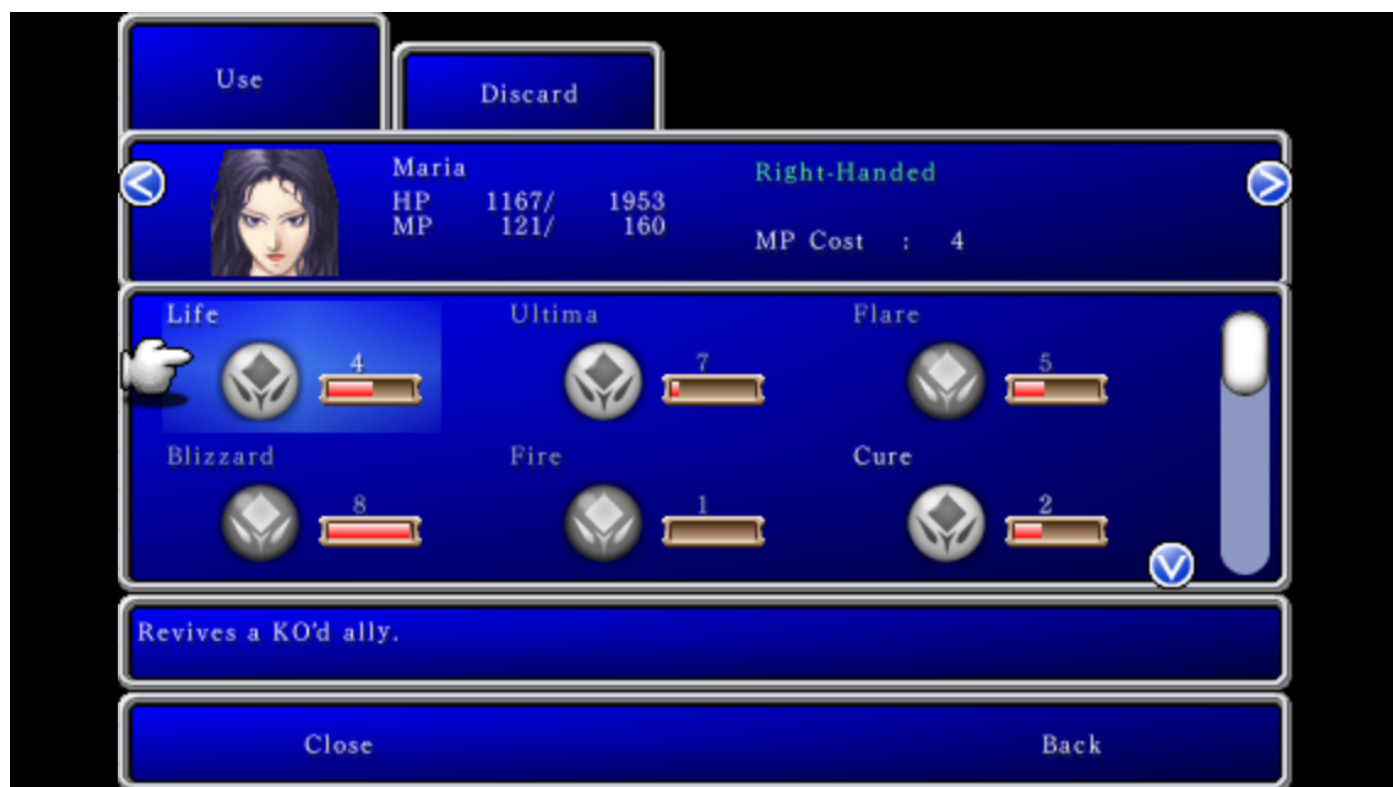 Use
Discard
Maria
Right-Handed
HP 1167/ 1953
MP 121/ 160
MP Cost : 4
Life
Ultima
Flare
4
7
5
Blizzard
Fire
Cure
8
1
2
Revives a KO'd ally.
Close
Back